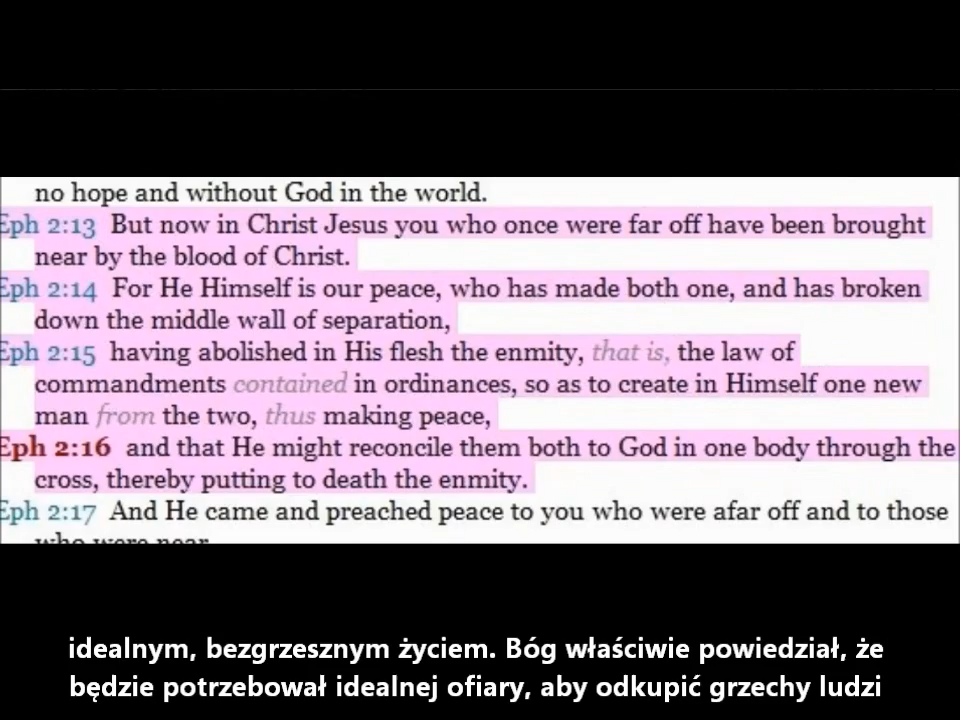 no hope and without God in the world.
Eph 2:13 But now in Christ Jesus you who once were far off have been brought
near by the blood of Christ.
Eph 2:14 For He Himself is our peace, who has made both one, and has broken
down the middle wall of separation,
Eph 2:15 having abolished in His flesh the enmity, that is, the law of
commandments contained in ordinances, so as to create in Himself one new
man from the two, thus making peace,
Eph 2:16 and that He might reconcile them both to God in one body through the
cross, thereby putting to death the enmity.
Eph 2:17 And He came and preached peace to you who were afar off and to those
who were near.
idealnym, bezgrzesznym życiem. Bóg właściwie powiedział, że
będzie potrzebował idealnej ofiary, aby odkupić grzechy ludzi